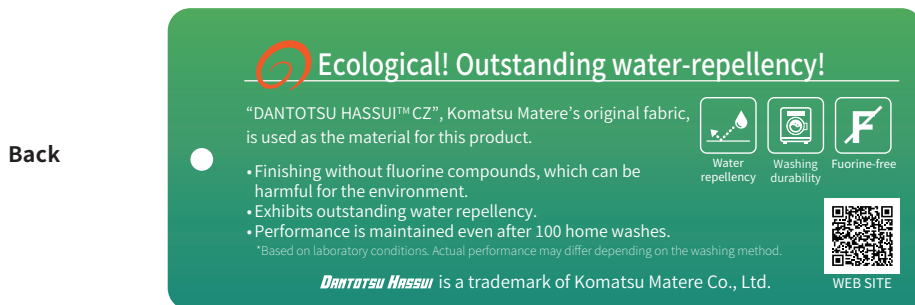 Back
Ecological! Outstanding water-repellency!
“DANTOTSU HASSUI™ CZ”, Komatsu Matere’s original fabric,
is used as the material for this product.
• Finishing without fluorine compounds, which can be
harmful for the environment.
• Exhibits outstanding water repellency.
• Performance is maintained even after 100 home washes.
*Based on laboratory conditions. Actual performance may differ depending on the washing method.
Water
repellency
Washing
durability
F
Fuorine-free
WEB SITE
DANTOTSU HASSUI is a trademark of Komatsu Matere Co., Ltd.